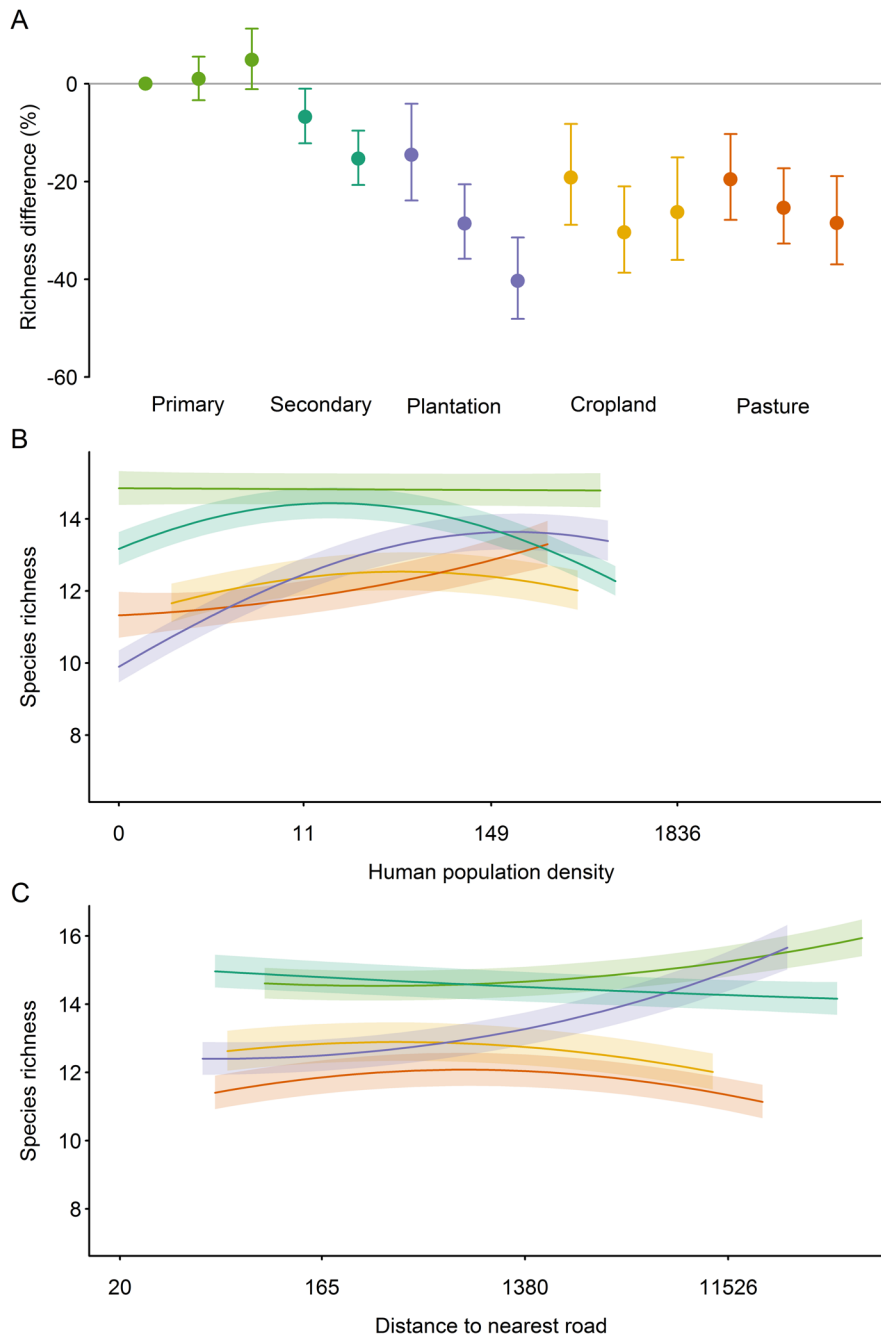 A
Richness difference (%)
0
-20
-40
-60
Primary
Secondary
Plantation
Cropland
Pasture
B
Species richness
14
12
10
8
0
11
149
1836
Human population density
C
Species richness
16
14
12
10
8
20
165
1380
11526
Distance to nearest road